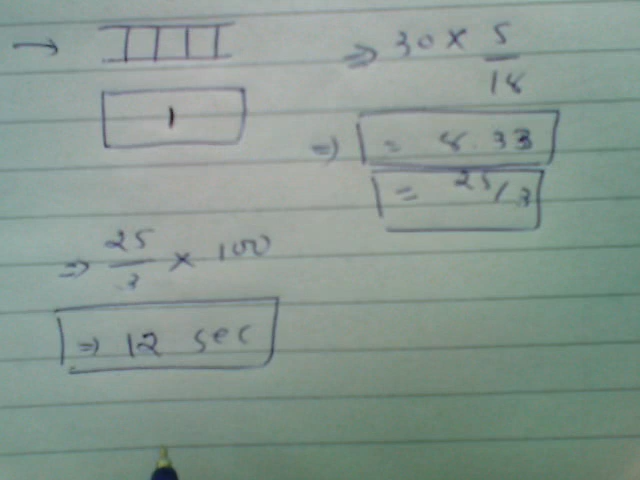 →
1
⇒ 30 × 5/18
⇒ = 8.33
= 25/3
⇒ 25/3 × 100
⇒ 12 sec